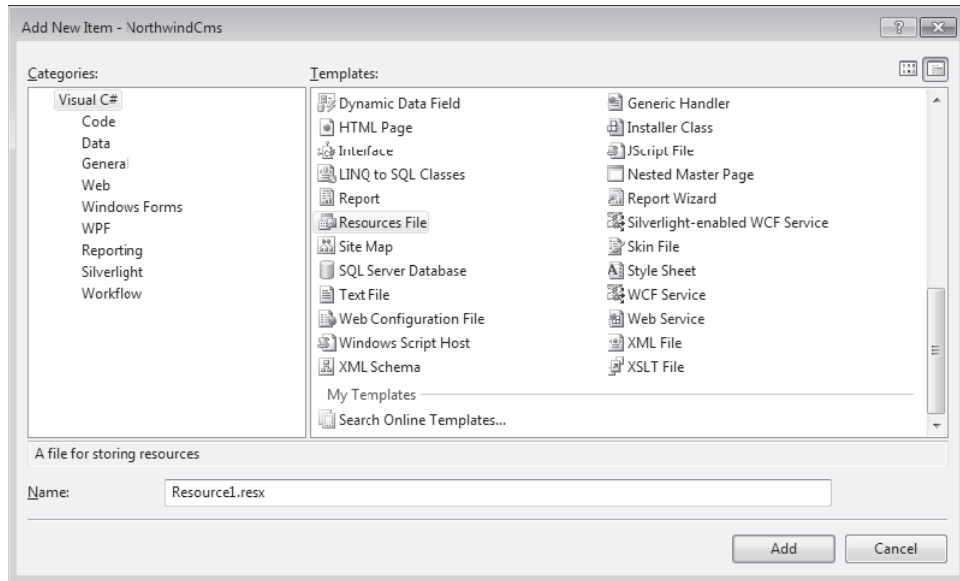 Add New Item - NorthwindCms
Categories:
Visual C#
Code
Data
General
Web
Windows Forms
WPF
Reporting
Silverlight
Workflow
Templates:
Dynamic Data Field
HTML Page
Interface
LINQ to SQL Classes
Report
Resources File
Site Map
SQL Server Database
Text File
Web Configuration File
Windows Script Host
XML Schema
Generic Handler
Installer Class
JScript File
Nested Master Page
Report Wizard
Silverlight-enabled WCF Service
Skin File
Style Sheet
WCF Service
Web Service
XML File
XSLT File
My Templates
Search Online Templates...
A file for storing resources
Name:
Resource1.resx
Add
Cancel